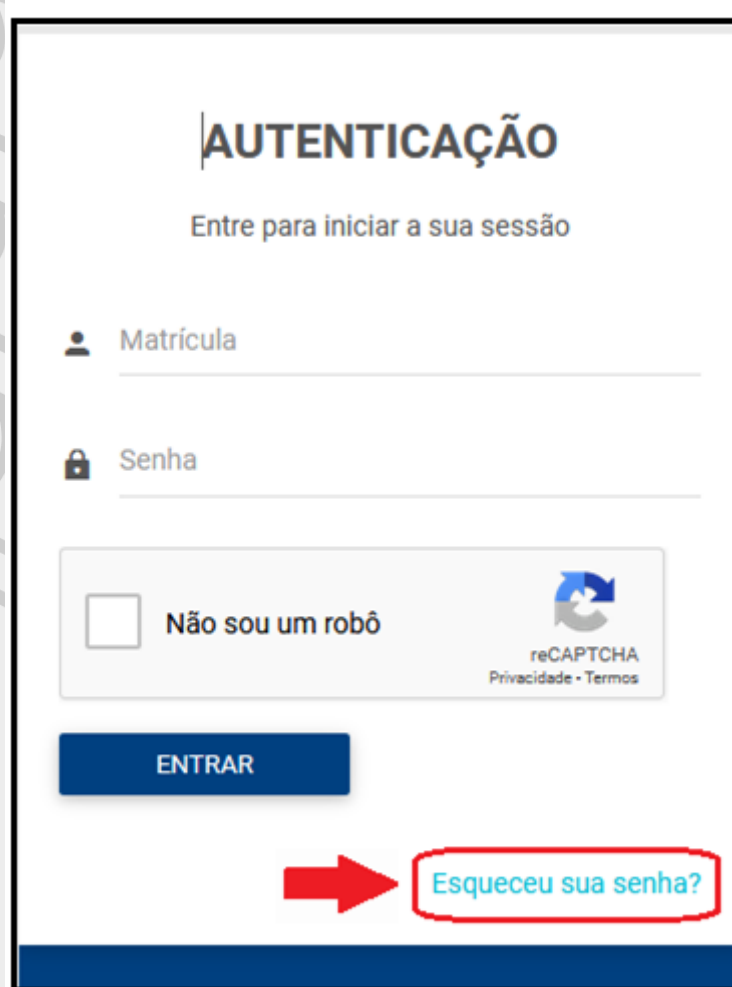 AUTENTICAÇÃO
Entre para iniciar a sua sessão
Matrícula
Senha
Não sou um robô
reCAPTCHA
Privacidade - Termos
ENTRAR
Esqueceu sua senha?